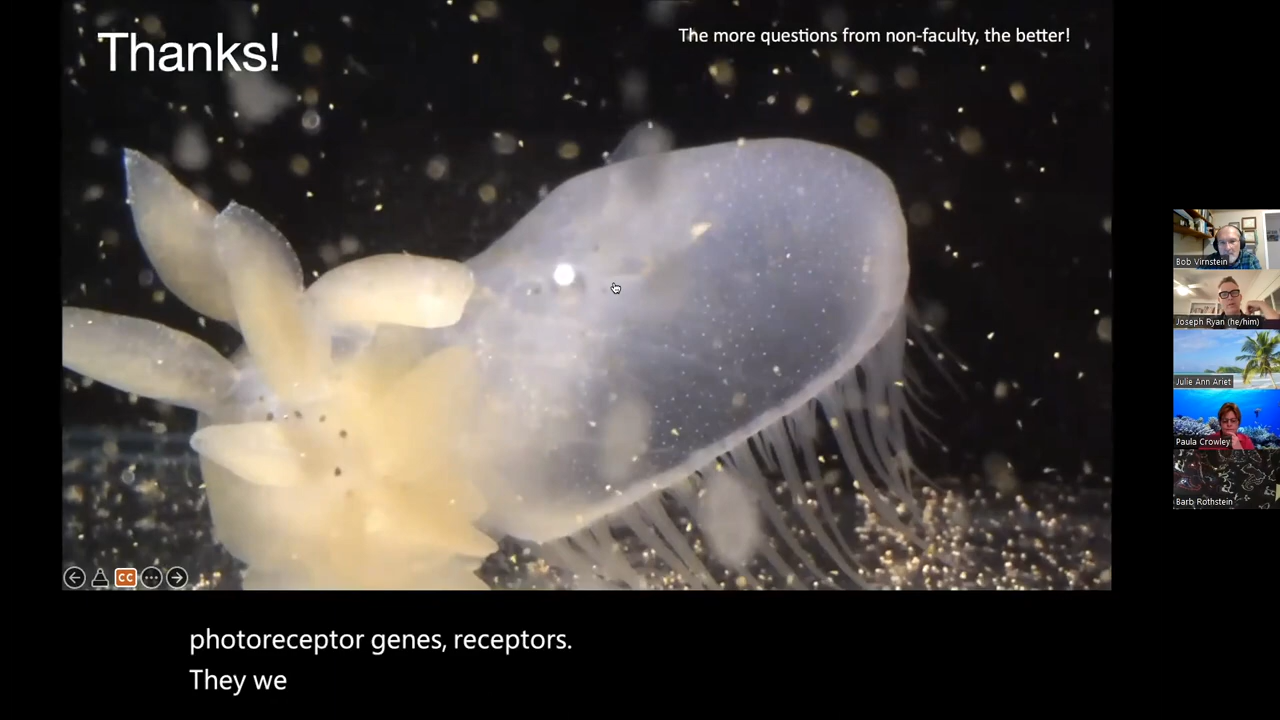 Thanks!
The more questions from non-faculty, the better!
Bob Virnstein
Joseph Ryan (he/him)
Julie Ann Ariet
Paula Crowley
Barb Rothstein
CC
photoreceptor genes, receptors.
They we